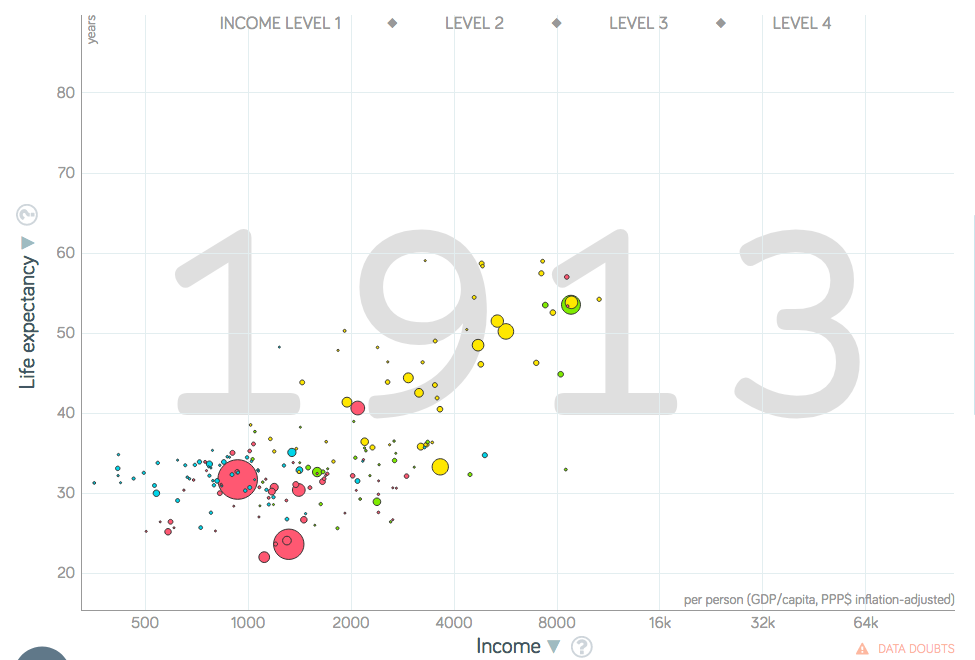 INCOME LEVEL 1 ◆ LEVEL 2 ◆ LEVEL 3 ◆ LEVEL 4
years
80
70
60
50
40
30
20
1913
Life expectancy ▼ ?
per person (GDP/capita, PPP$ inflation-adjusted)
500 1000 2000 4000 8000 16k 32k 64k
Income ▼ ?
DATA DOUBTS